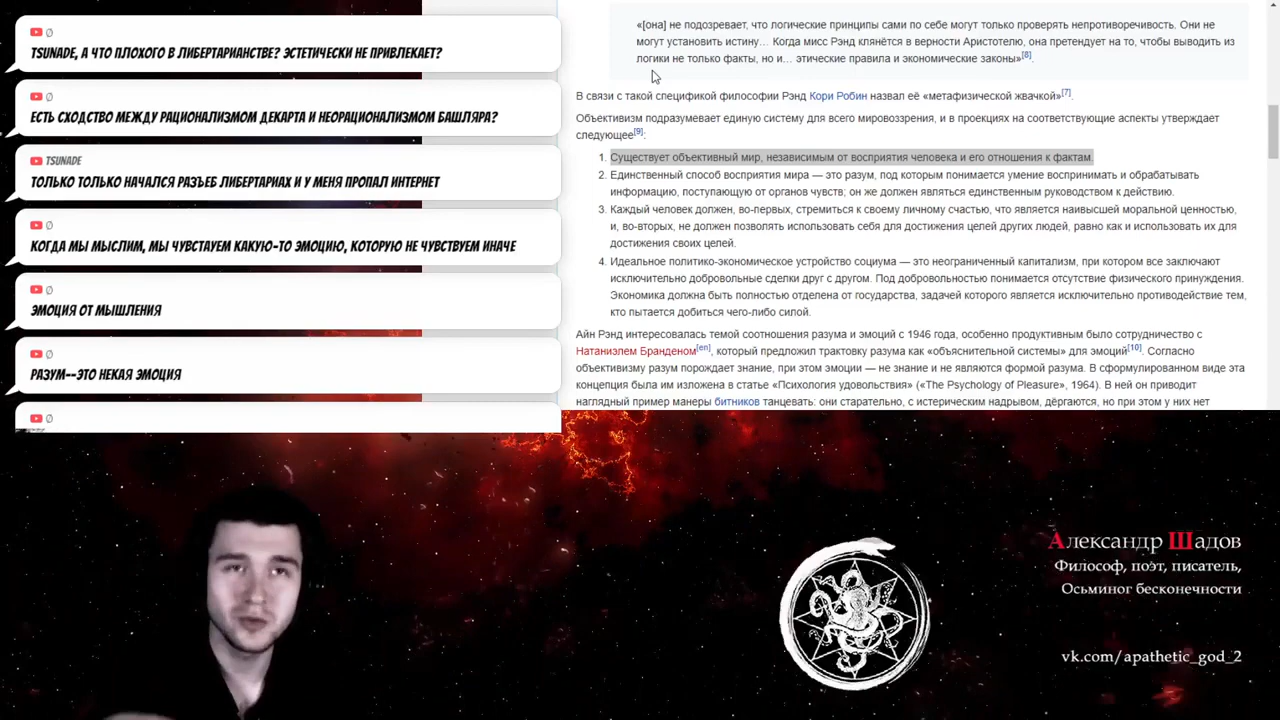 Ø
TSUNADE, А ЧТО ПЛОХОГО В ЛИБЕРТАРИАНСТВЕ? ЭСТЕТИЧЕСКИ НЕ ПРИВЛЕКАЕТ?
Ø
ЕСТЬ СХОДСТВО МЕЖДУ РАЦИОНАЛИЗМОМ ДЕКАРТА И НЕОРАЦИОНАЛИЗМОМ БАШЛЯРА?
TSUNADE
ТОЛЬКО ТОЛЬКО НАЧАЛСЯ РАЗЪЕБ ЛИБЕРТАРИАХ И У МЕНЯ ПРОПАЛ ИНТЕРНЕТ
Ø
КОГДА МЫ МЫСЛИМ, МЫ ЧУВСТАУЕМ КАКУЮ-ТО ЭМОЦИЮ, КОТОРУЮ НЕ ЧУВСТВУЕМ ИНАЧЕ
Ø
ЭМОЦИЯ ОТ МЫШЛЕНИЯ
Ø
РАЗУМ--ЭТО НЕКАЯ ЭМОЦИЯ
Ø
«[она] не подозревает, что логические принципы сами по себе могут только проверять непротиворечивость. Они не
могут установить истину… Когда мисс Рэнд клянётся в верности Аристотелю, она претендует на то, чтобы выводить из
логики не только факты, но и… этические правила и экономические законы»[8].
В связи с такой спецификой философии Рэнд Кори Робин назвал её «метафизической жвачкой»[7].
Объективизм подразумевает единую систему для всего мировоззрения, и в проекциях на соответствующие аспекты утверждает
следующее[9]:
1. Существует объективный мир, независимым от восприятия человека и его отношения к фактам.
2. Единственный способ восприятия мира — это разум, под которым понимается умение воспринимать и обрабатывать
информацию, поступающую от органов чувств; он же должен являться единственным руководством к действию.
3. Каждый человек должен, во-первых, стремиться к своему личному счастью, что является наивысшей моральной ценностью,
и, во-вторых, не должен позволять использовать себя для достижения целей других людей, равно как и использовать их для
достижения своих целей.
4. Идеальное политико-экономическое устройство социума — это неограниченный капитализм, при котором все заключают
исключительно добровольные сделки друг с другом. Под добровольностью понимается отсутствие физического принуждения.
Экономика должна быть полностью отделена от государства, задачей которого является исключительно противодействие тем,
кто пытается добиться чего-либо силой.
Айн Рэнд интересовалась темой соотношения разума и эмоций с 1946 года, особенно продуктивным было сотрудничество с
Натаниэлем Бранденом[en], который предложил трактовку разума как «объяснительной системы» для эмоций[10]. Согласно
объективизму разум порождает знание, при этом эмоции — не знание и не являются формой разума. В сформулированном виде эта
концепция была им изложена в статье «Психология удовольствия» («The Psychology of Pleasure», 1964). В ней он приводит
наглядный пример манеры битников танцевать: они старательно, с истерическим надрывом, дёргаются, но при этом у них нет
Александр Шадов
Философ, поэт, писатель,
Осьминог бесконечности
vk.com/apathetic_god_2